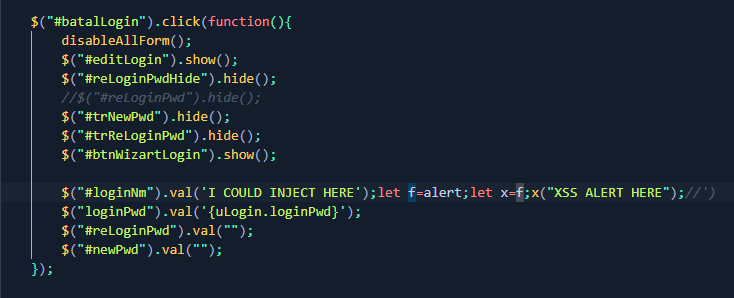 $("#batalLogin").click(function(){
disableAllForm();
$("#editLogin").show();
$("#reLoginPwdHide").hide();
//$("#reLoginPwd").hide();
$("#trNewPwd").hide();
$("#trReLoginPwd").hide();
$("#btnWizartLogin").show();
$("#loginNm").val('I COULD INJECT HERE');let f=alert;let x=f;x("XSS ALERT HERE");//')
$("loginPwd").val('{uLogin.loginPwd}');
$("#reLoginPwd").val("");
$("#newPwd").val("");
});